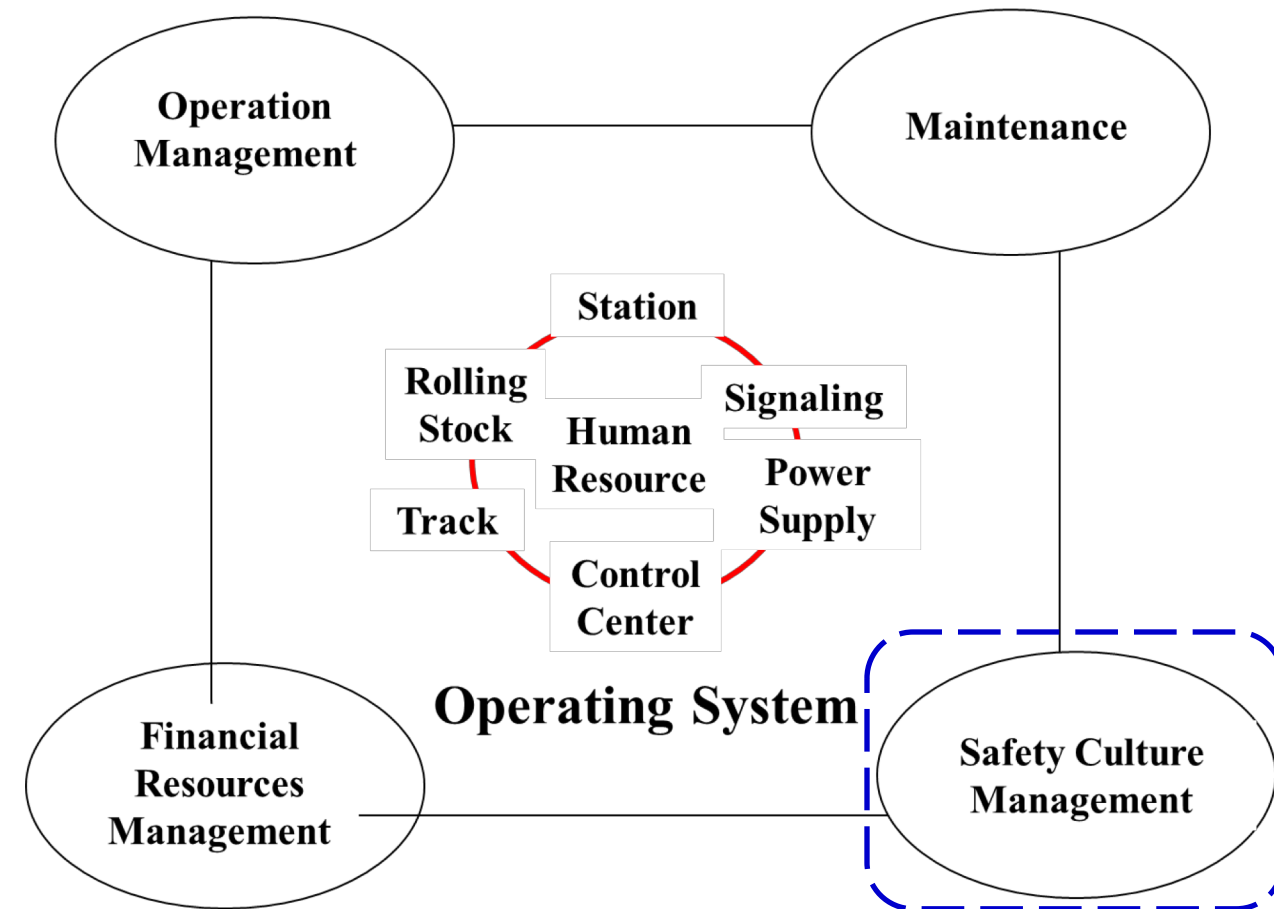 Operation
Management
Maintenance
Station
Rolling
Stock
Signaling
Human
Resource
Power
Supply
Track
Control
Center
Operating System
Financial
Resources
Management
Safety Culture
Management